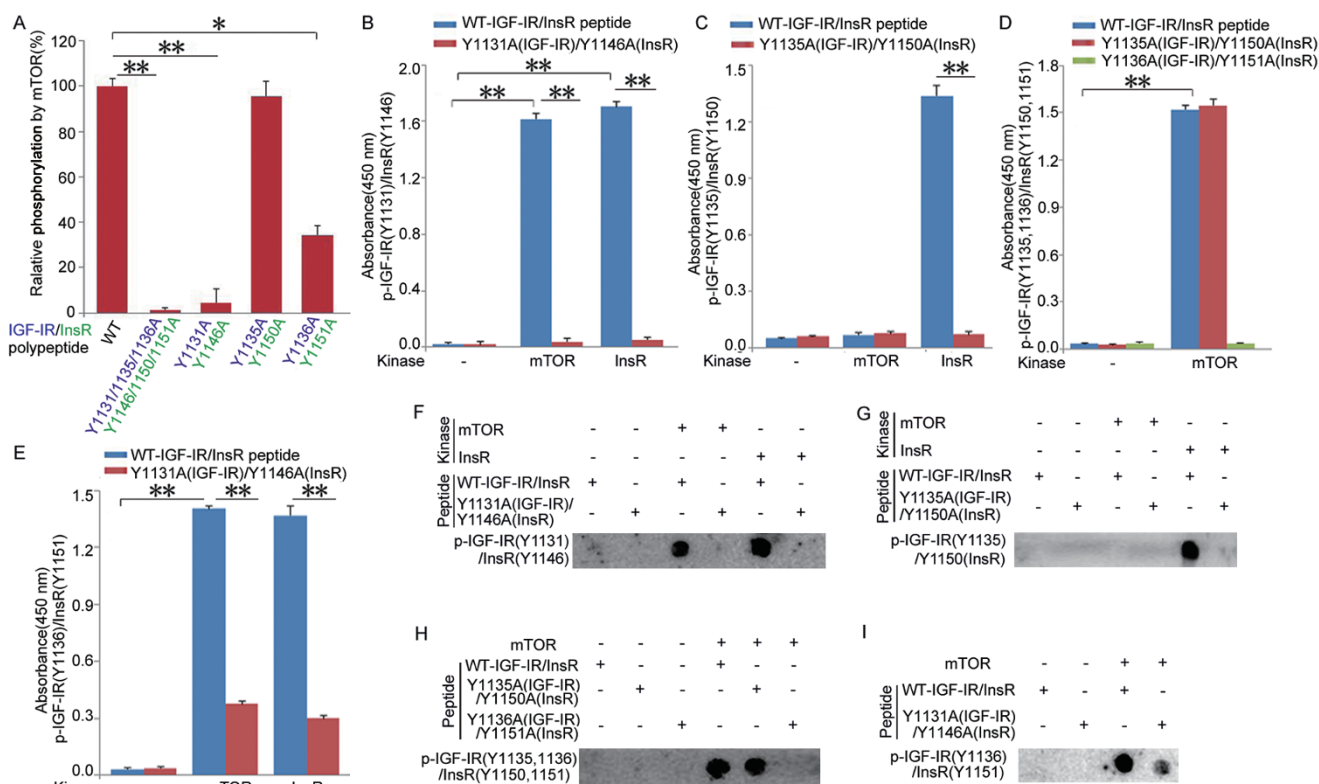 A
Ralative phosphorylation by mTOR(%)
120
100
80
60
40
20
0
*
**
**
IGF-IR/InsR
polypeptide
WT
Y1131/1135/1136A
Y1146/1150/1151A
Y1131A
Y1146A
Y1135A
Y1150A
Y1136A
Y1151A
B
WT-IGF-IR/InsR peptide
Y1131A(IGF-IR)/Y1146A(InsR)
Absorbance(450 nm)
p-IGF-IR(Y1131)/InsR(Y1146)
2.0
1.6
1.2
0.8
0.4
0.0
**
**
**
**
Kinase - mTOR InsR
C
WT-IGF-IR/InsR peptide
Y1135A(IGF-IR)/Y1150A(InsR)
Absorbance(450 nm)
p-IGF-IR(Y1135)/InsR(Y1150)
1.5
1.2
0.9
0.6
0.3
0.0
**
Kinase - mTOR InsR
D
WT-IGF-IR/InsR peptide
Y1135A(IGF-IR)/Y1150A(InsR)
Y1136A(IGF-IR)/Y1151A(InsR)
Absorbance(450 nm)
p-IGF-IR(Y1135,1136)/InsR(Y1150,1151)
1.8
1.5
1.2
0.9
0.6
0.3
0.0
**
Kinase - mTOR
E
WT-IGF-IR/InsR peptide
Y1131A(IGF-IR)/Y1146A(InsR)
Absorbance(450 nm)
p-IGF-IR(Y1136)/InsR(Y1151)
1.5
1.2
0.9
0.6
0.3
0.0
**
**
**
F
Kinase
mTOR - - + + - -
InsR - - - - + +
Peptide
WT-IGF-IR/InsR + - + - + -
Y1131A(IGF-IR)/
Y1146A(InsR) - + - + - +
p-IGF-IR(Y1131)
/InsR(Y1146)
G
Kinase
mTOR - - + + - -
InsR - - - - + +
Peptide
WT-IGF-IR/InsR + - + - + -
Y1135A(IGF-IR)
/Y1150A(InsR) - + - + - +
p-IGF-IR(Y1135)
/Y1150(InsR)
H
mTOR - - - + + +
Peptide
WT-IGF-IR/InsR + - - + - -
Y1135A(IGF-IR)
/Y1150A(InsR) - + - - + -
Y1136A(IGF-IR)
/Y1151A(InsR) - - + - - +
p-IGF-IR(Y1135,1136)
/InsR(Y1150,1151)
I
mTOR - - + +
Peptide
WT-IGF-IR/InsR + - + -
Y1131A(IGF-IR)
/Y1146A(InsR) - + - +
p-IGF-IR(Y1136)
/InsR(Y1151)